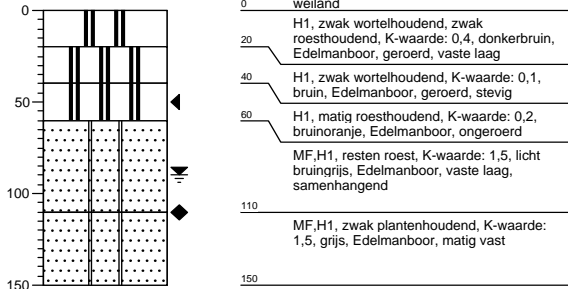 0
50
100
150
0
weiland
H1, zwak wortelhoudend, zwak
roesthoudend, K-waarde: 0,4, donkerbruin,
Edelmanboor, geroerd, vaste laag
20
H1, zwak wortelhoudend, K-waarde: 0,1,
bruin, Edelmanboor, geroerd, stevig
40
H1, matig roesthoudend, K-waarde: 0,2,
bruinoranje, Edelmanboor, ongeroerd
60
MF,H1, resten roest, K-waarde: 1,5, licht
bruingrijs, Edelmanboor, vaste laag,
samenhangend
110
MF,H1, zwak plantenhoudend, K-waarde:
1,5, grijs, Edelmanboor, matig vast
150